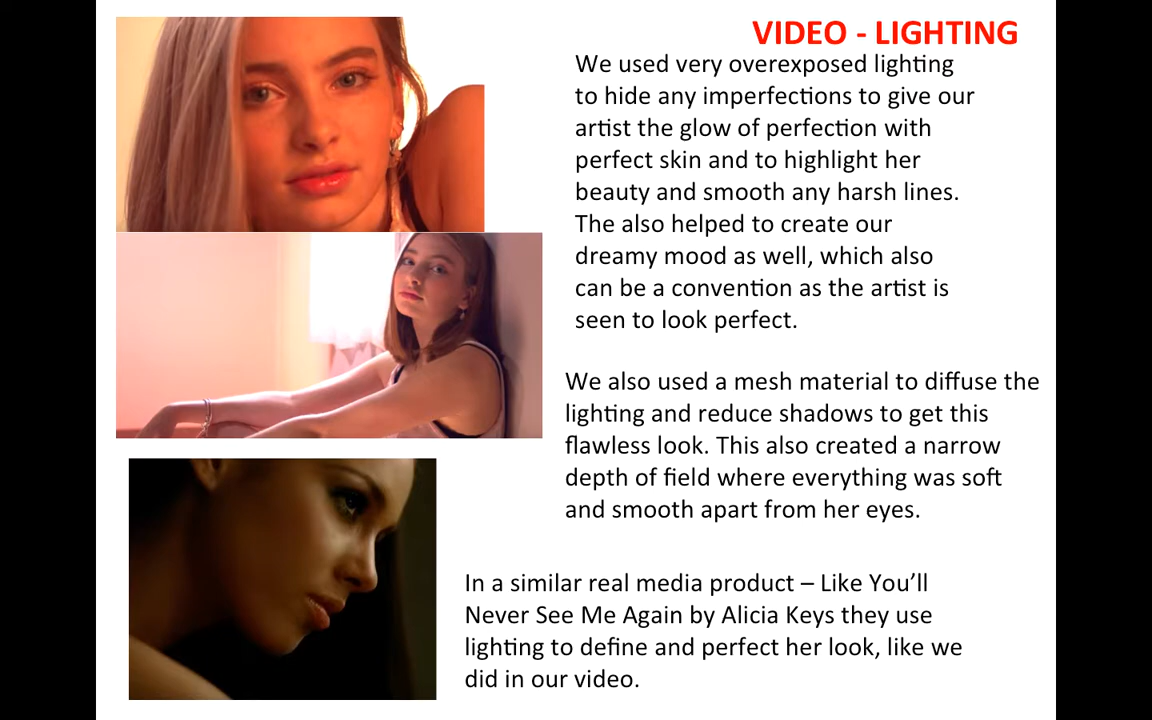 VIDEO - LIGHTING
We used very overexposed lighting
to hide any imperfections to give our
artist the glow of perfection with
perfect skin and to highlight her
beauty and smooth any harsh lines.
The also helped to create our
dreamy mood as well, which also
can be a convention as the artist is
seen to look perfect.
We also used a mesh material to diffuse the
lighting and reduce shadows to get this
flawless look. This also created a narrow
depth of field where everything was soft
and smooth apart from her eyes.
In a similar real media product – Like You’ll
Never See Me Again by Alicia Keys they use
lighting to define and perfect her look, like we
did in our video.